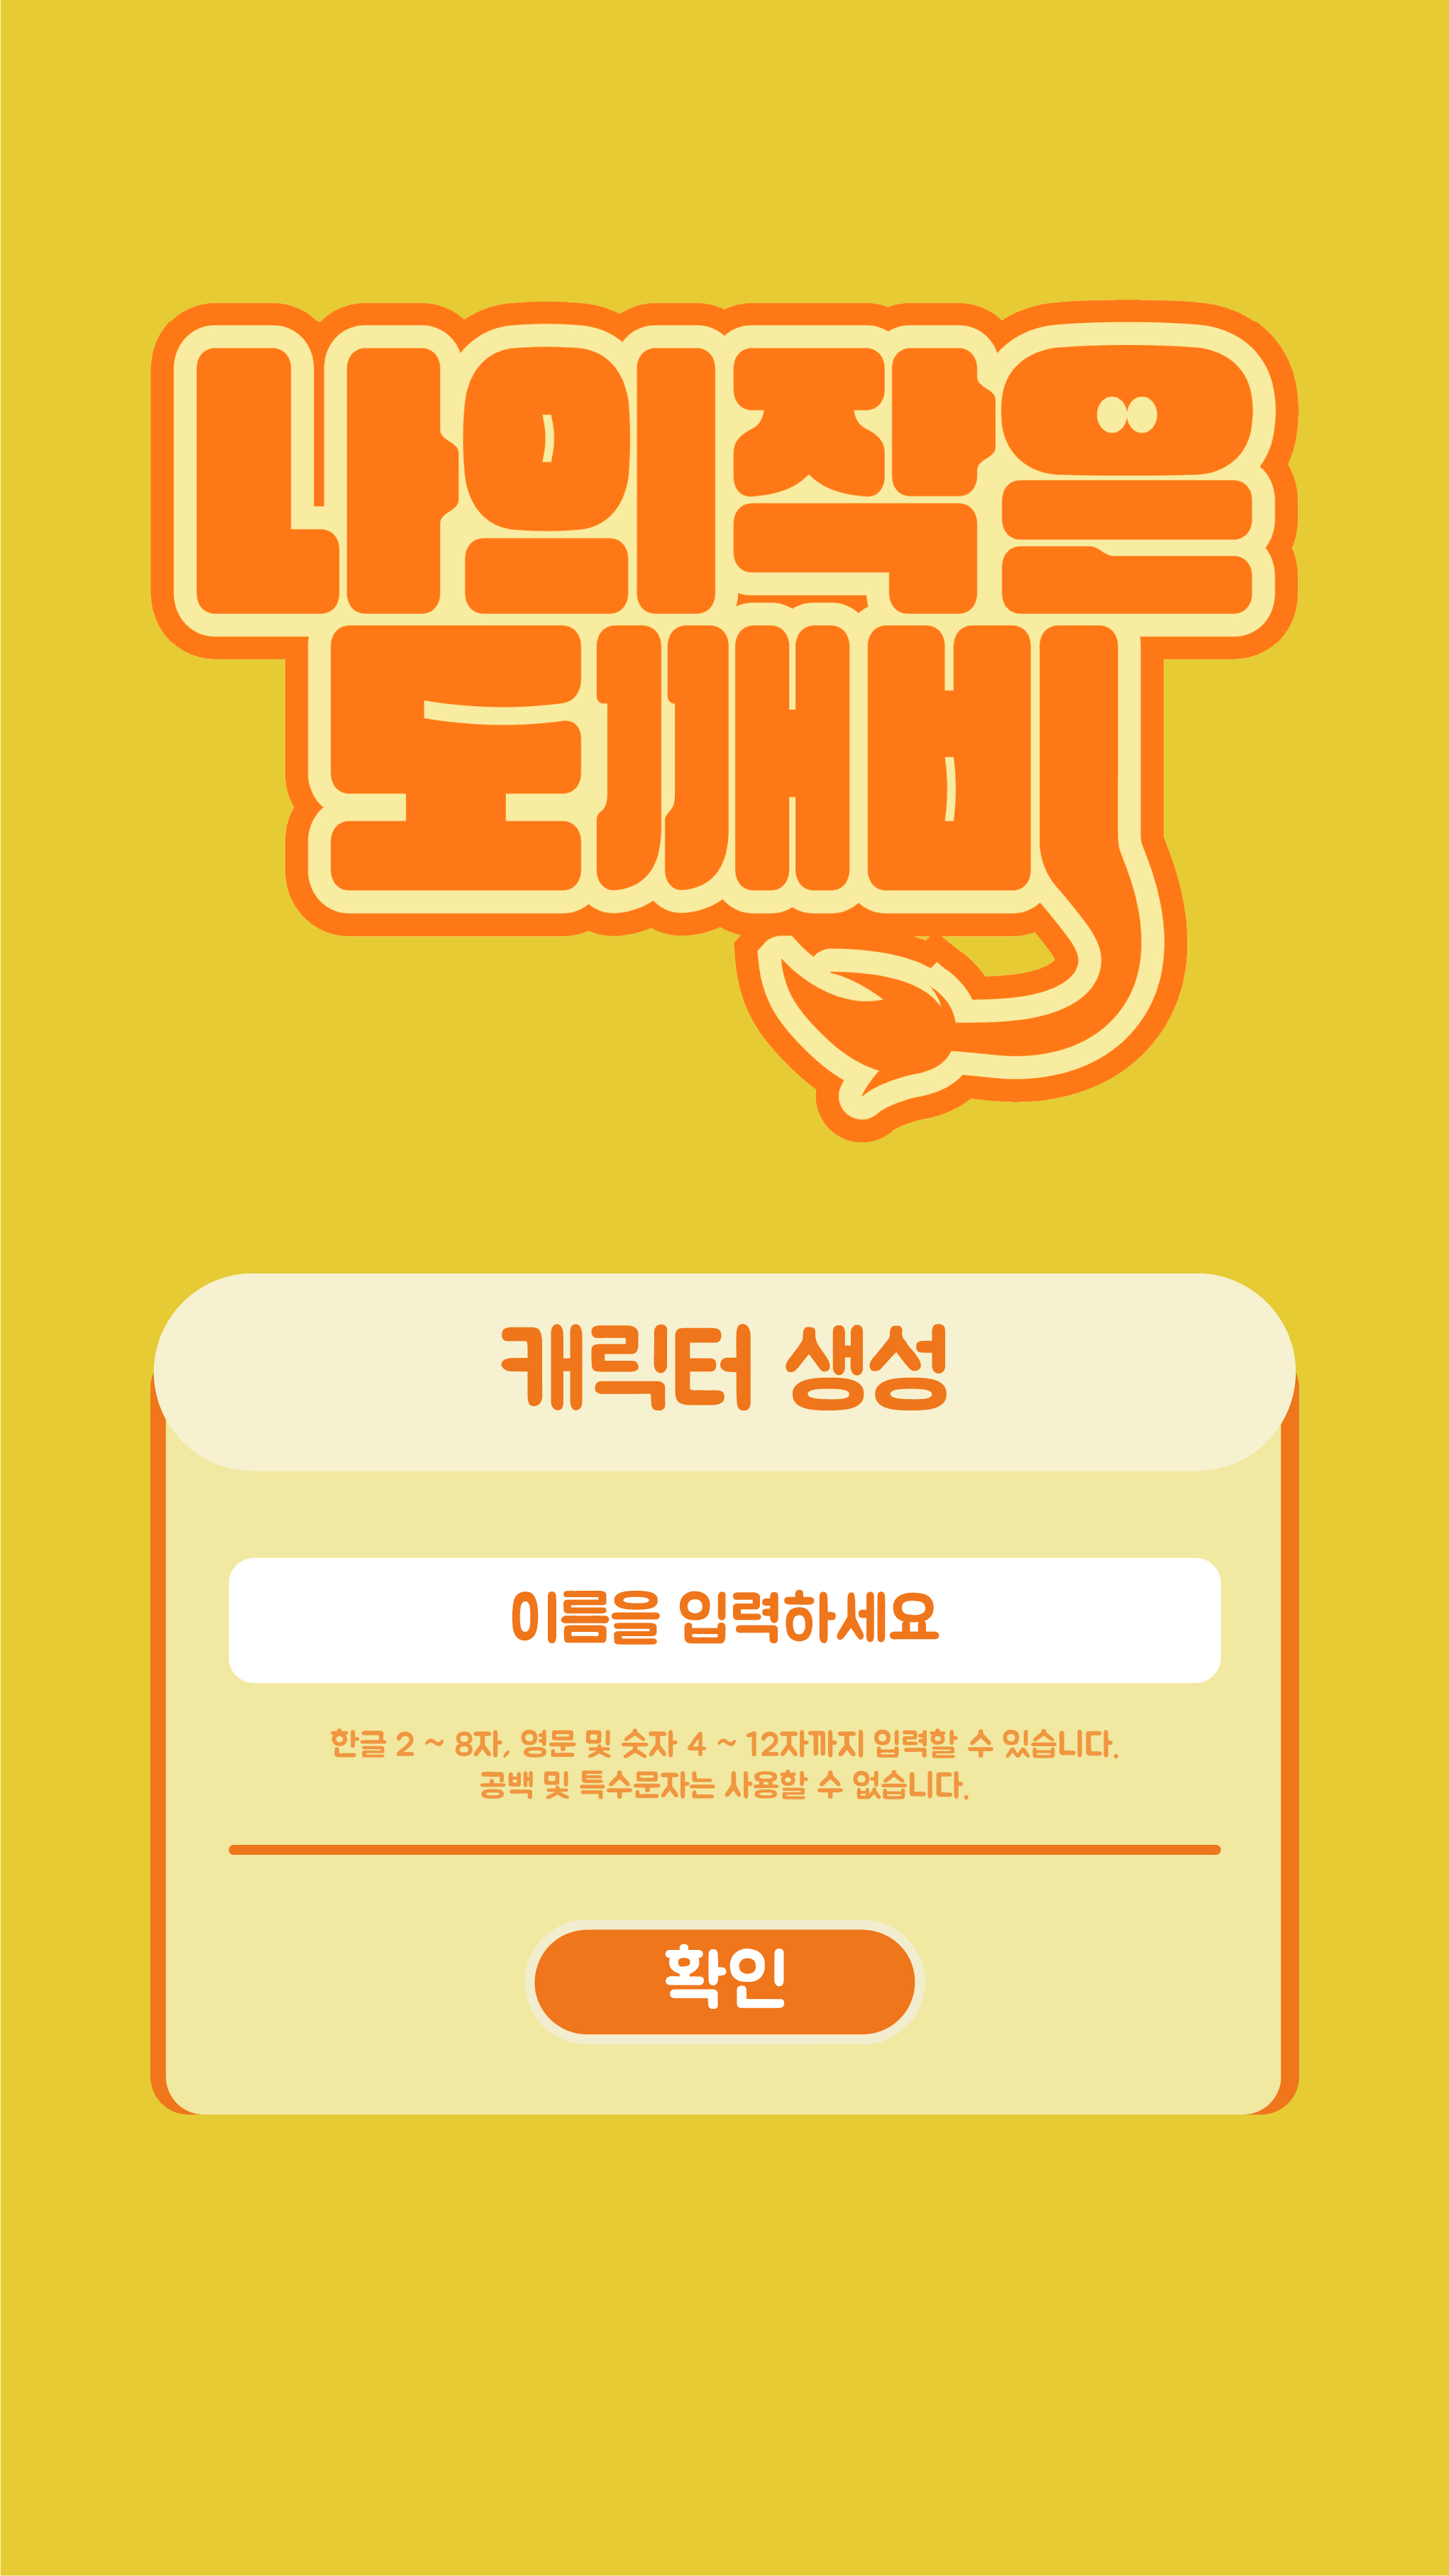 나의작은
도깨비
캐릭터 생성
이름을 입력하세요
한글 2 ~ 8자, 영문 및 숫자 4 ~ 12자까지 입력할 수 있습니다.
공백 및 특수문자는 사용할 수 없습니다.
확인